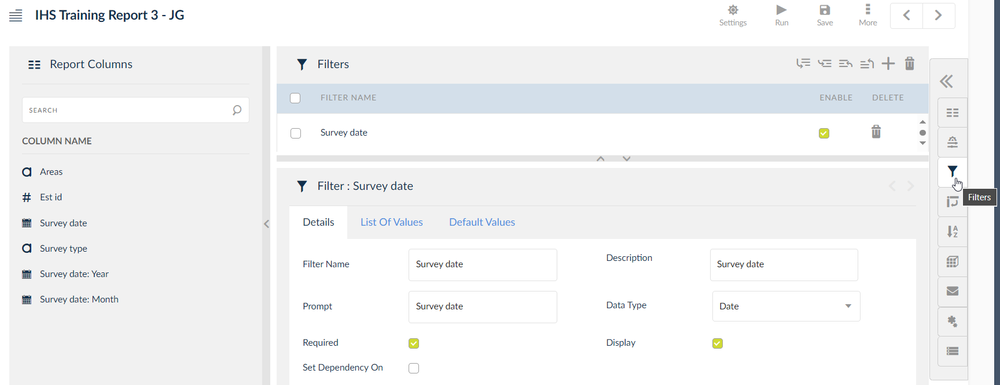 IHS Training Report 3 - JG
Settings
Run
Save
More
Report Columns
SEARCH
COLUMN NAME
Areas
Est id
Survey date
Survey type
Survey date: Year
Survey date: Month
Filters
FILTER NAME
ENABLE
DELETE
Survey date
Filter : Survey date
Details
List Of Values
Default Values
Filter Name
Survey date
Description
Survey date
Prompt
Survey date
Data Type
Date
Required
Display
Set Dependency On
Filters